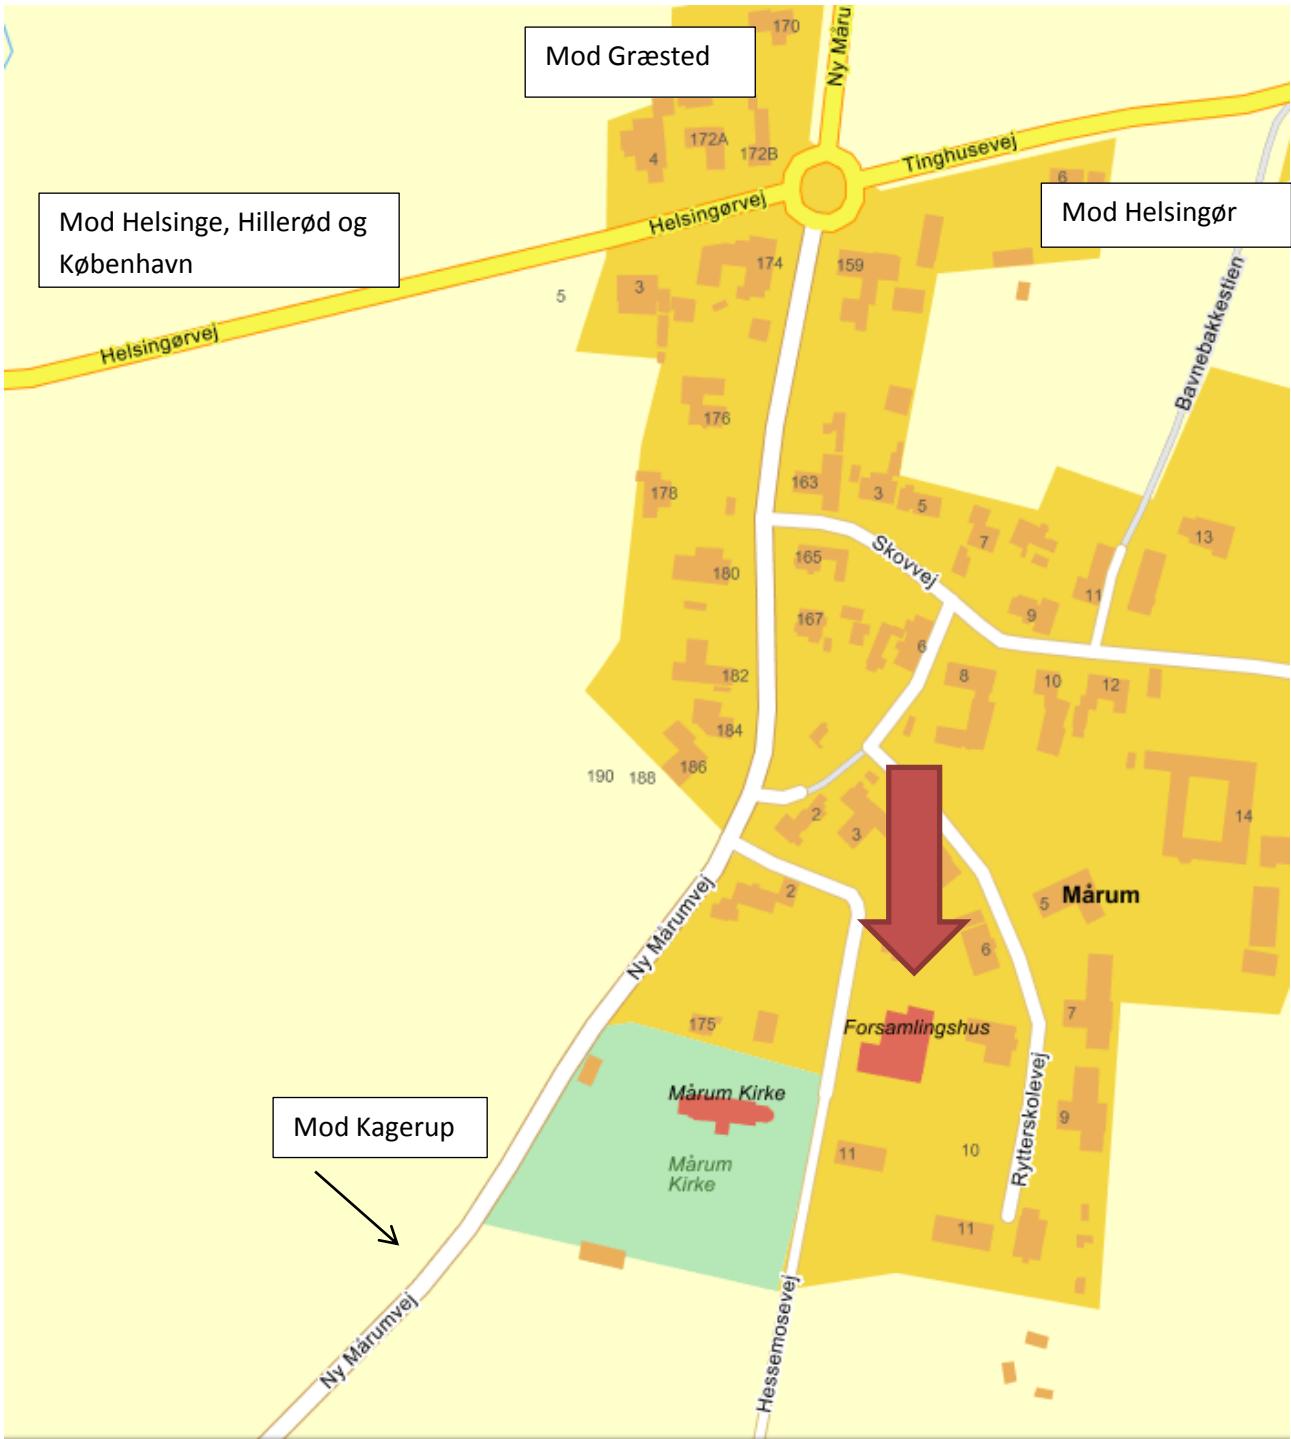 170
Mod Græsted
Ny Måru
172A
4
172B
Tinghusevej
6
Mod Helsinge, Hillerød og
København
Helsingørvej
Mod Helsingør
174
159
3
5
Bavnebakkestien
Helsingørvej
176
163
178
3
5
7
13
Skovvej
165
180
11
9
167
6
182
8
10
12
184
186
190
188
2
3
14
2
5
Mårum
Ny Mårumvej
6
7
175
Forsamlingshus
Mårum Kirke
Rytterskolevej
9
Mod Kagerup
11
10
Mårum
Kirke
11
Hessemosevej
Ny Mårumvej